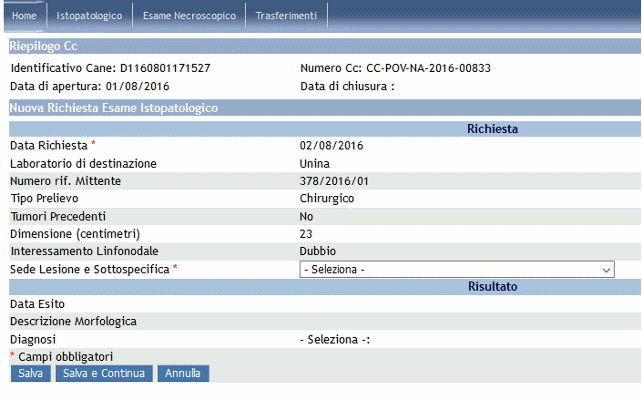 Home Istopatologico Esame Necroscopico Trasferimenti
Riepilogo Cc
Identificativo Cane: D1160801171527 Numero Cc: CC-POV-NA-2016-00833
Data di apertura: 01/08/2016 Data di chiusura :
Nuova Richiesta Esame Istopatologico
Richiesta
Data Richiesta * 02/08/2016
Laboratorio di destinazione Unina
Numero rif. Mittente 378/2016/01
Tipo Prelievo Chirurgico
Tumori Precedenti No
Dimensione (centimetri) 23
Interessamento Linfonodale Dubbio
Sede Lesione e Sottospecifica * - Seleziona -
Risultato
Data Esito
Descrizione Morfologica
Diagnosi - Seleziona -:
* Campi obbligatori
Salva Salva e Continua Annulla